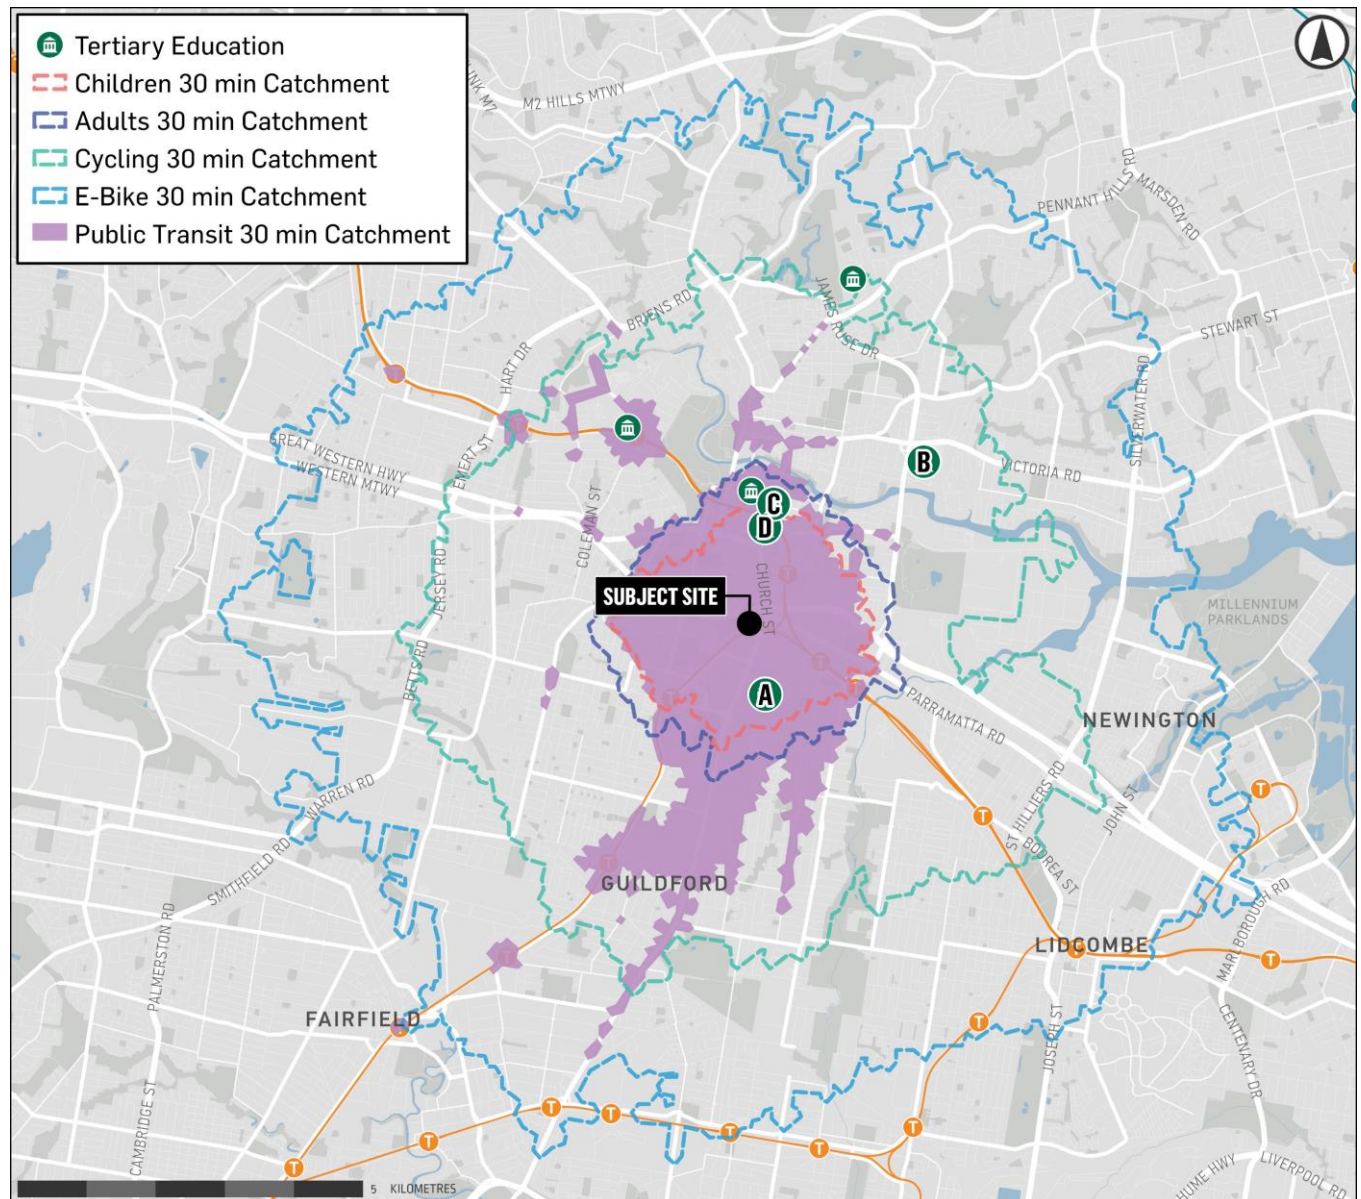 Tertiary Education
Children 30 min Catchment
Adults 30 min Catchment
Cycling 30 min Catchment
E-Bike 30 min Catchment
Public Transit 30 min Catchment
LINK M7
M2 HILLS MTWY
PENNANT HILLS RD
MARSDEN RD
BRIENS RD
JAMES RUSE DR
STEWART ST
HART DR
SILVERWATER RD
GREAT WESTERN HWY
WESTERN MTWY
EMERT ST
B
VICTORIA RD
COLEMAN ST
C
D
JERSEY RD
CHURCH ST
T
SUBJECT SITE
MILLENNIUM
PARKLANDS
BETTS RD
T
T
A
PARRAMATTA RD
NEWINGTON
WARREN RD
ST HILLIERS RD
JOHN ST
T
T
SMITHFIELD RD
BOOREA ST
T
GUILDFORD
MARLBOROUGH RD
PALMERSTON RD
LIDCOMBE
T
T
T
FAIRFIELD
T
JOSEPH ST
CENTENARY DR
CAMBRIDGE ST
T
T
T
T
T
T
T
HUME HWY
LIVERPOOL RD
5 KILOMETRES